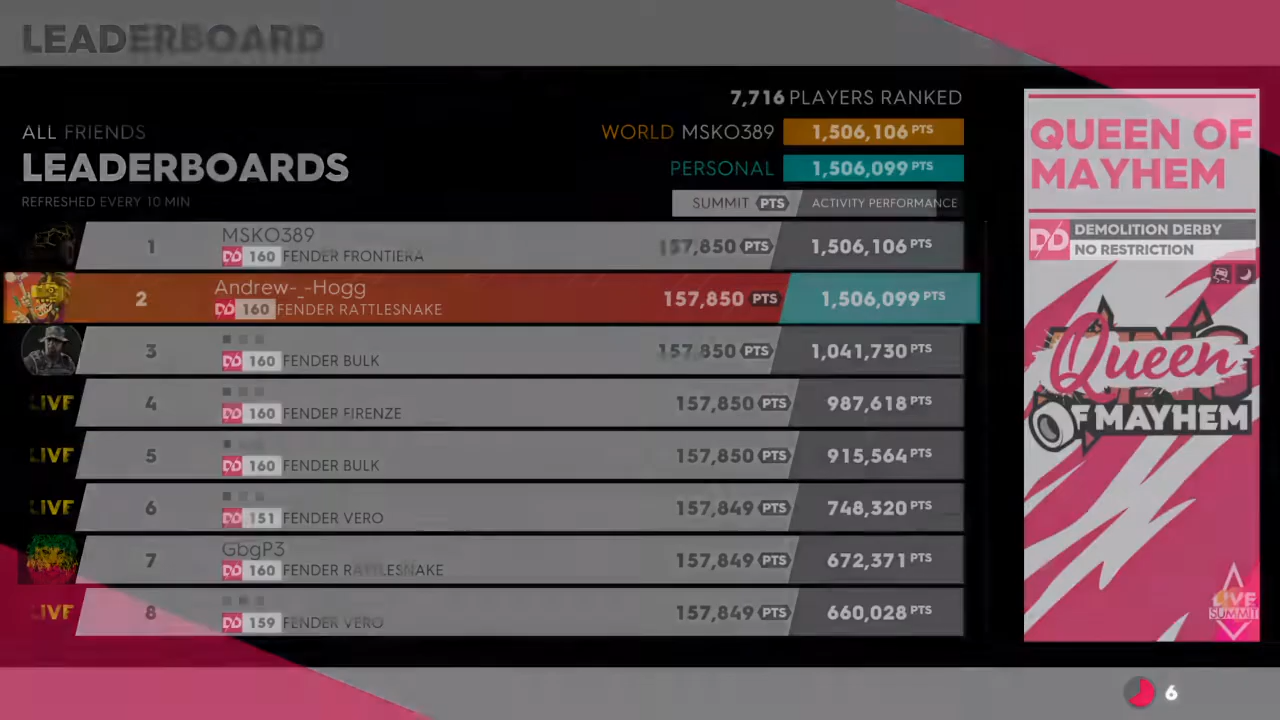 LEADERBOARD
7,716 PLAYERS RANKED
ALL FRIENDS
WORLD MSKO389 1,506,106 PTS
LEADERBOARDS
PERSONAL 1,506,099 PTS
REFRESHED EVERY 10 MIN
SUMMIT PTS ACTIVITY PERFORMANCE
1 MSKO389 157,850 PTS 1,506,106 PTS
DD 160 FENDER FRONTIERA
2 Andrew-_-Hogg 157,850 PTS 1,506,099 PTS
DD 160 FENDER RATTLESNAKE
3 157,850 PTS 1,041,730 PTS
DD 160 FENDER BULK
LIVE 4 157,850 PTS 987,618 PTS
DD 160 FENDER FIRENZE
LIVE 5 157,850 PTS 915,564 PTS
DD 160 FENDER BULK
LIVE 6 157,849 PTS 748,320 PTS
DD 151 FENDER VERO
7 GbgP3 157,849 PTS 672,371 PTS
DD 160 FENDER RATTLESNAKE
LIVE 8 157,849 PTS 660,028 PTS
DD 159 FENDER VERO
QUEEN OF
MAYHEM
DD DEMOLITION DERBY
NO RESTRICTION
Queen
OF MAYHEM
LIVE
SUMMIT
6